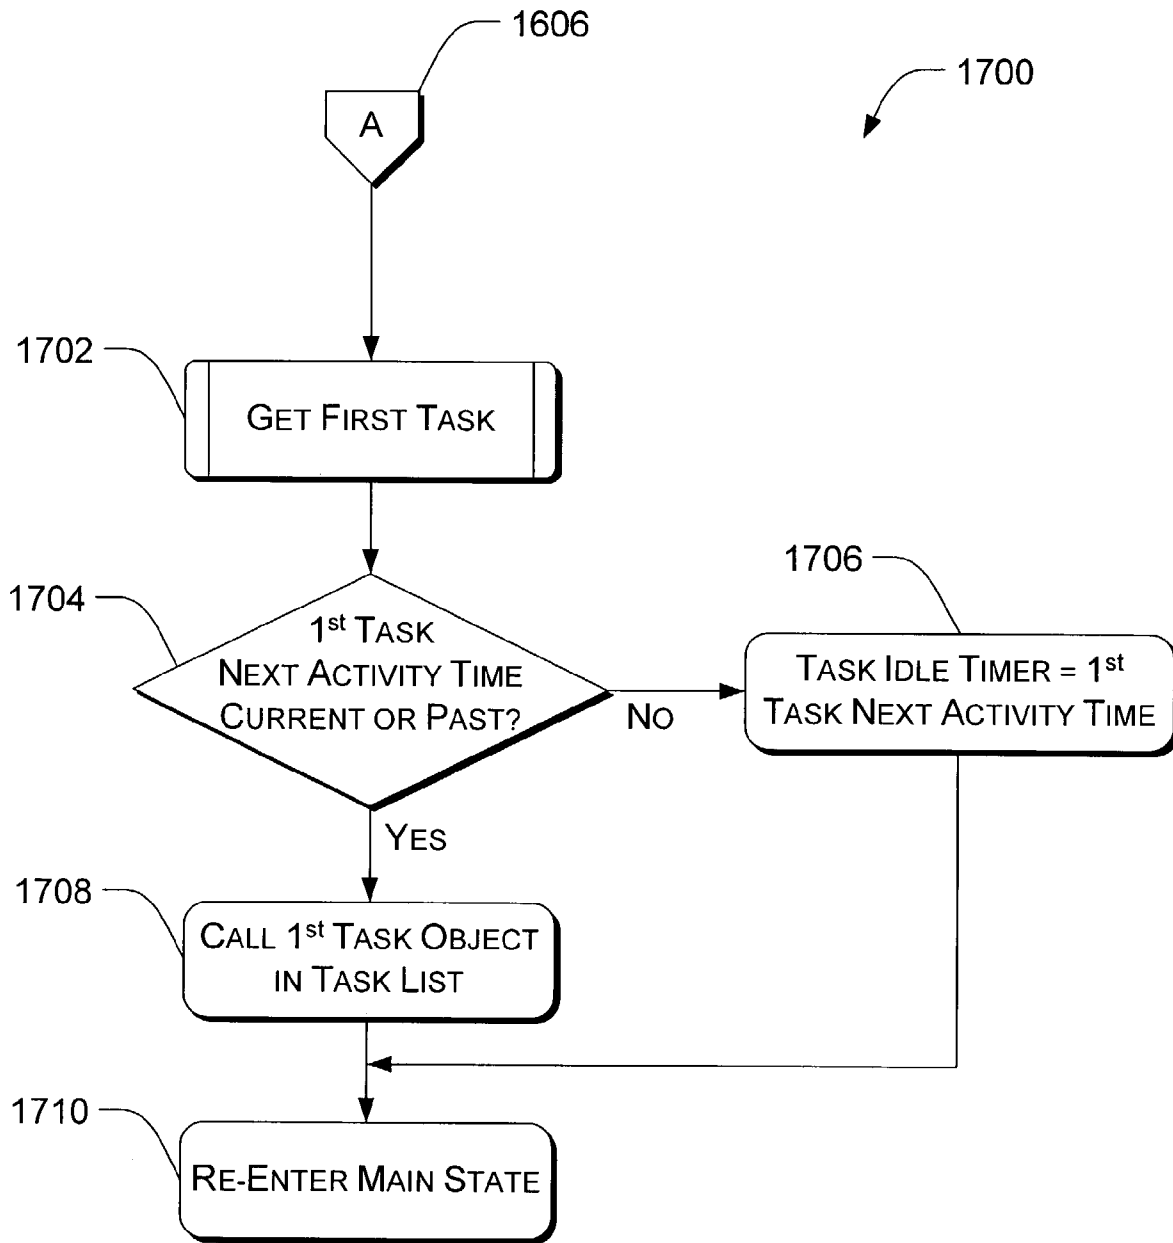 1606
1700
A
1702
GET FIRST TASK
1704
1st TASK
NEXT ACTIVITY TIME
CURRENT OR PAST?
NO
1706
TASK IDLE TIMER = 1st
TASK NEXT ACTIVITY TIME
YES
1708
CALL 1st TASK OBJECT
IN TASK LIST
1710
RE-ENTER MAIN STATE